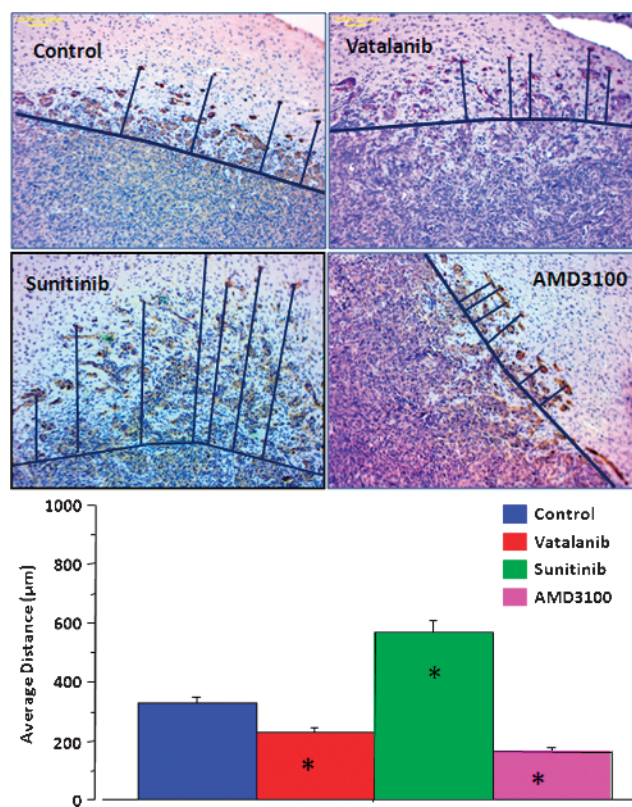 Control
Vatalanib
Sunitinib
AMD3100
1000
800
600
400
200
0
Average Distance (µm)
Control
Vatalanib
Sunitinib
AMD3100
*
*
*